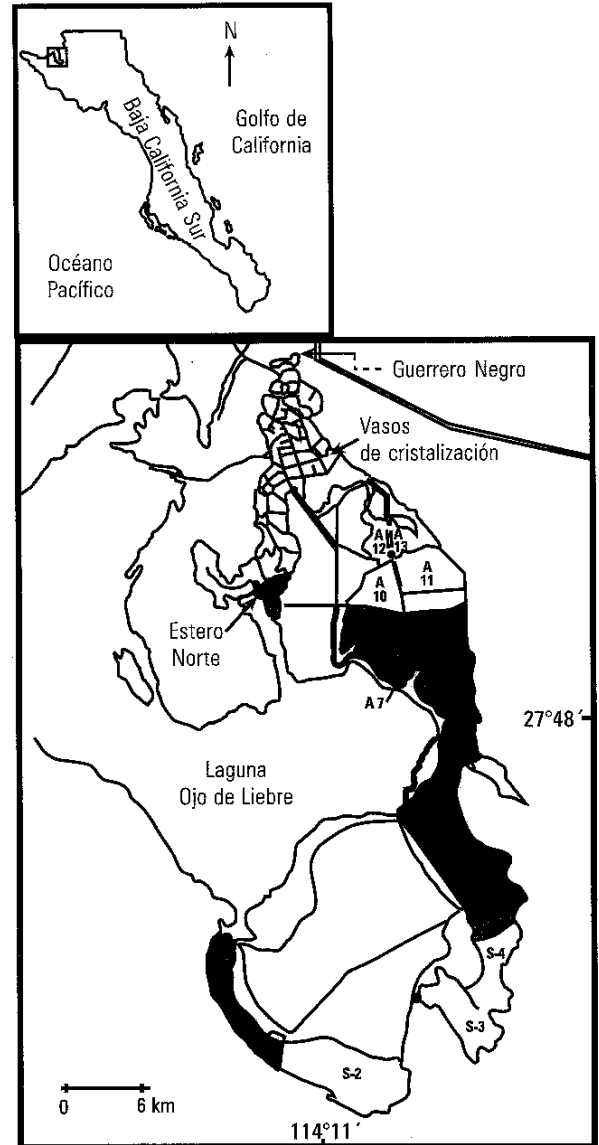 N
Golfo de
California
Baja California Sur
Océano
Pacífico
Guerrero Negro
Vasos
de cristalización
A
12
A
13
A
11
A
10
Estero
Norte
A 7
27°48´
Laguna
Ojo de Liebre
S-4
S-3
S-2
0 6 km
114°11´